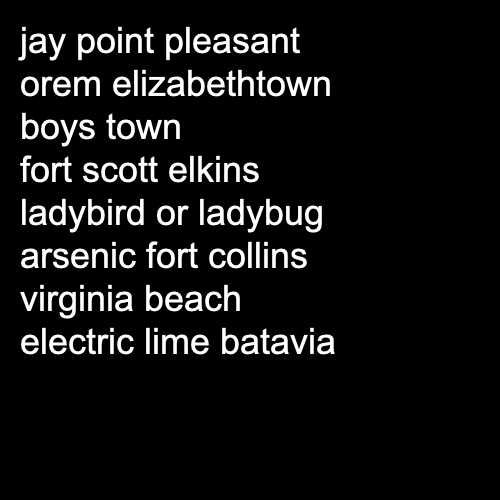 jay point pleasant
orem elizabethtown
boys town
fort scott elkins
ladybird or ladybug
arsenic fort collins
virginia beach
electric lime batavia